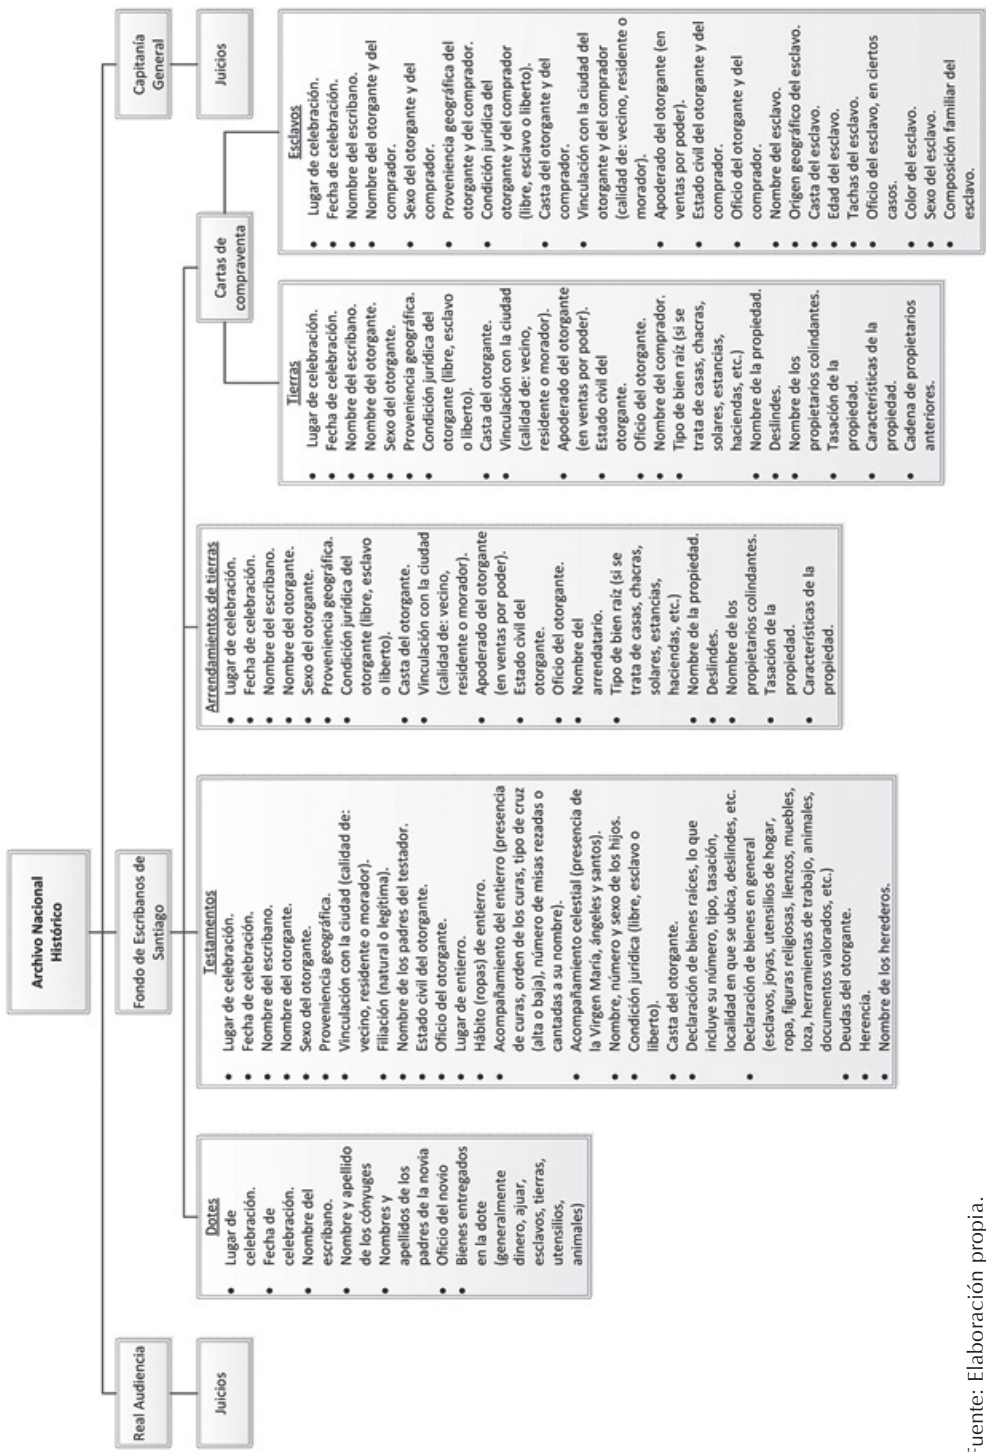 Archivo Nacional
Histórico
Real Audiencia
Juicios
Fondo de Escribanos de
Santiago
Capitanía
General
Juicios
Dotes
• Lugar de
celebración.
• Fecha de
celebración.
• Nombre del
escribano.
• Nombre y apellido
de los cónyuges
• Nombres y
apellidos de los
padres de la novia
• Oficio del novio
• Bienes entregados
en la dote
(generalmente
dinero, ajuar,
esclavos, tierras,
utensilios,
animales)
Testamentos
• Lugar de celebración.
• Fecha de celebración.
• Nombre del escribano.
• Nombre del otorgante.
• Sexo del otorgante.
• Proveniencia geográfica.
• Vinculación con la ciudad (calidad de:
vecino, residente o morador).
• Filiación (natural o legítima).
• Nombre de los padres del testador.
• Estado civil del otorgante.
• Oficio del otorgante.
• Lugar de entierro.
• Hábito (ropas) de entierro.
• Acompañamiento del entierro (presencia
de curas, orden de los curas, tipo de cruz
(alta o baja), número de misas rezadas o
cantadas a su nombre).
• Acompañamiento celestial (presencia de
la Virgen María, ángeles y santos).
• Nombre, número y sexo de los hijos.
• Condición jurídica (libre, esclavo o
liberto).
• Casta del otorgante.
• Declaración de bienes raíces, lo que
incluye su número, tipo, tasación,
localidad en que se ubica, deslindes, etc.
• Declaración de bienes en general
(esclavos, joyas, utensilios de hogar,
ropa, figuras religiosas, lienzos, muebles,
loza, herramientas de trabajo, animales,
documentos valorados, etc.)
• Deudas del otorgante.
• Herencia.
• Nombre de los herederos.
Arrendamientos de tierras
• Lugar de celebración.
• Fecha de celebración.
• Nombre del escribano.
• Nombre del otorgante.
• Sexo del otorgante.
• Proveniencia geográfica.
• Condición jurídica del
otorgante (libre, esclavo
o liberto).
• Casta del otorgante.
• Vinculación con la ciudad
(calidad de: vecino,
residente o morador).
• Apoderado del otorgante
(en ventas por poder).
• Estado civil del
otorgante.
• Oficio del otorgante.
• Nombre del
arrendatario.
• Tipo de bien raíz (si se
trata de casas, chacras,
solares, estancias,
haciendas, etc.)
• Nombre de la propiedad.
• Deslindes.
• Nombre de los
propietarios colindantes.
• Tasación de la
propiedad.
• Características de la
propiedad.
Cartas de
compraventa
Tierras
• Lugar de celebración.
• Fecha de celebración.
• Nombre del escribano.
• Nombre del otorgante.
• Sexo del otorgante.
• Proveniencia geográfica.
• Condición jurídica del
otorgante (libre, esclavo
o liberto).
• Casta del otorgante.
• Vinculación con la ciudad
(calidad de: vecino,
residente o morador).
• Apoderado del otorgante
(en ventas por poder).
• Estado civil del
otorgante.
• Oficio del otorgante.
• Nombre del comprador.
• Tipo de bien raíz (si se
trata de casas, chacras,
solares, estancias,
haciendas, etc.)
• Nombre de la propiedad.
• Deslindes.
• Nombre de los
propietarios colindantes.
• Tasación de la
propiedad.
• Características de la
propiedad.
• Cadena de propietarios
anteriores.
Esclavos
• Lugar de celebración.
• Fecha de celebración.
• Nombre del escribano.
• Nombre del otorgante y del
comprador.
• Sexo del otorgante y del
comprador.
• Proveniencia geográfica del
otorgante y del comprador.
• Condición jurídica del
otorgante y del comprador
(libre, esclavo o liberto).
• Casta del otorgante y del
comprador.
• Vinculación con la ciudad del
otorgante y del comprador
(calidad de: vecino, residente o
morador).
• Apoderado del otorgante (en
ventas por poder).
• Estado civil del otorgante y del
comprador.
• Oficio del otorgante y del
comprador.
• Nombre del esclavo.
• Origen geográfico del esclavo.
• Casta del esclavo.
• Edad del esclavo.
• Tachas del esclavo.
• Oficio del esclavo, en ciertos
casos.
• Color del esclavo.
• Sexo del esclavo.
• Composición familiar del
esclavo.
Fuente: Elaboración propia.